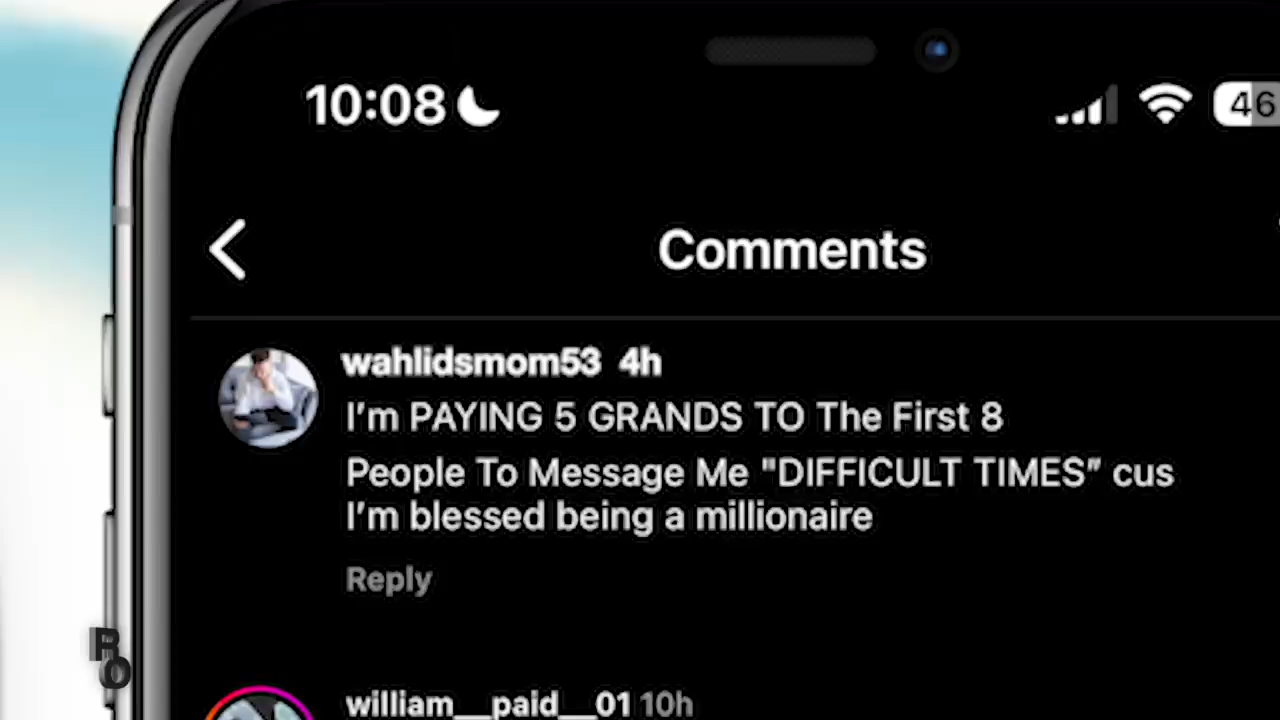 10:08
46
Comments
wahlidsmom53 4h
I'm PAYING 5 GRANDS TO The First 8
People To Message Me "DIFFICULT TIMES” cus
I'm blessed being a millionaire
Reply
R
O
william__paid__01 10h